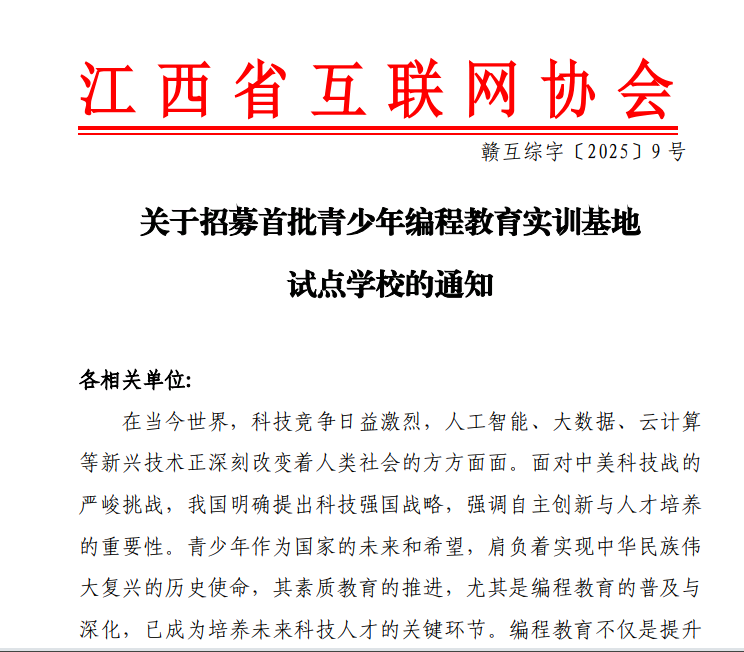 江西省互联网协会
赣互综字〔2025〕9号
关于招募首批青少年编程教育实训基地
试点学校的通知
各相关单位:
在当今世界，科技竞争日益激烈，人工智能、大数据、云计算
等新兴技术正深刻改变着人类社会的方方面面。面对中美科技战的
严峻挑战，我国明确提出科技强国战略，强调自主创新与人才培养
的重要性。青少年作为国家的未来和希望，肩负着实现中华民族伟
大复兴的历史使命，其素质教育的推进，尤其是编程教育的普及与
深化，已成为培养未来科技人才的关键环节。编程教育不仅是提升